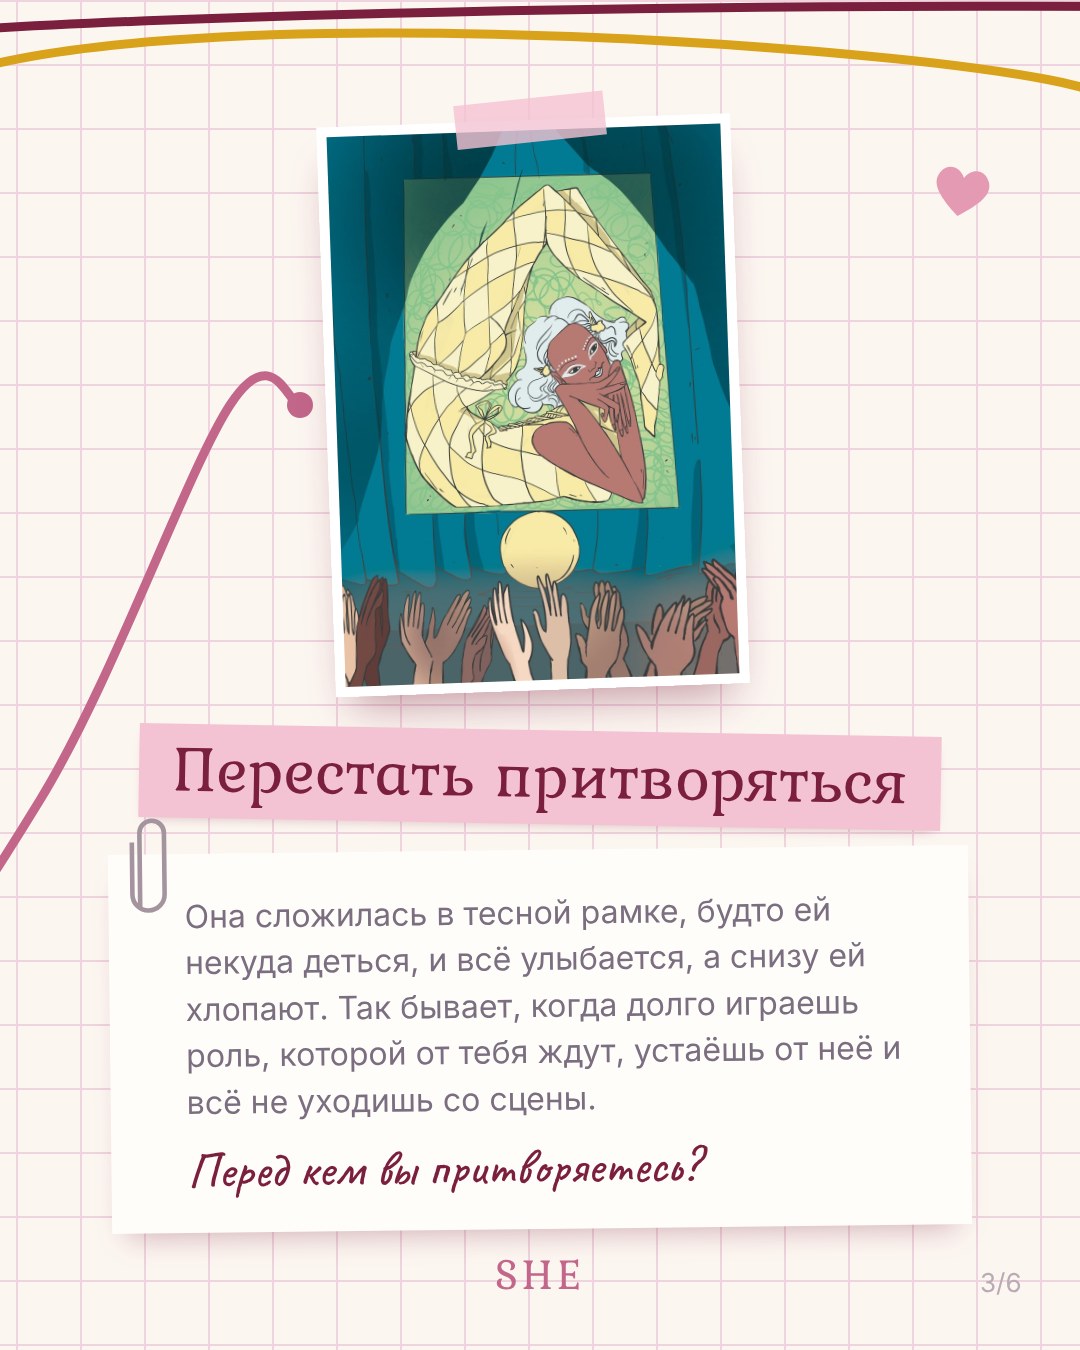 Перестать притворяться
Она сложилась в тесной рамке, будто ей
некуда деться, и всё улыбается, а снизу ей
хлопают. Так бывает, когда долго играешь
роль, которой от тебя ждут, устаёшь от неё и
всё не уходишь со сцены.
Перед кем вы притворяетесь?
SHE
3/6